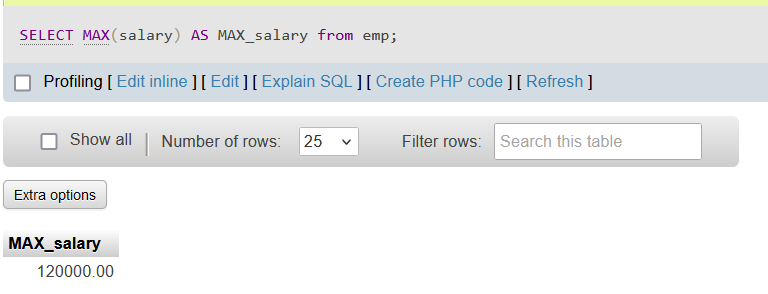 SELECT MAX(salary) AS MAX_salary from emp;
Profiling [ Edit inline ] [ Edit ] [ Explain SQL ] [ Create PHP code ] [ Refresh ]
Show all | Number of rows: 25 Filter rows: Search this table
Extra options
MAX_salary
120000.00